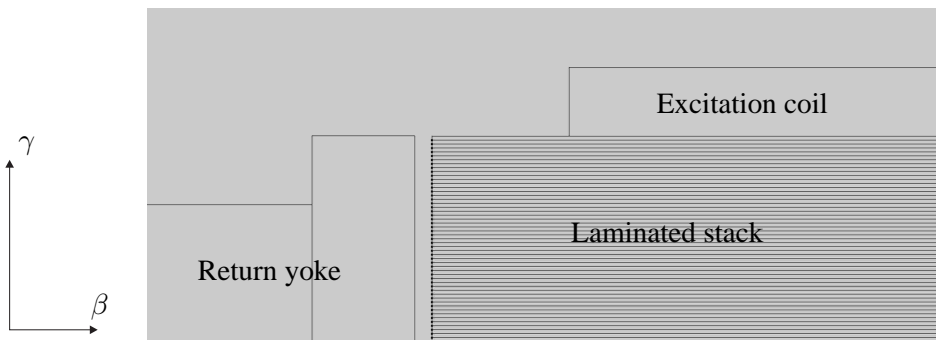 Excitation coil
γ
Laminated stack
Return yoke
β